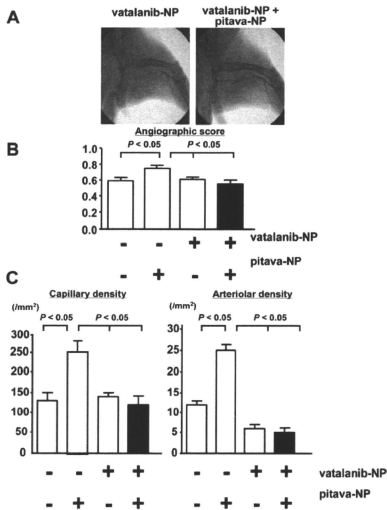 A
vatalanib-NP
vatalanib-NP +
pitava-NP
B
Angiographic score
P < 0.05
P < 0.05
1.0
0.8
0.6
0.4
0.2
0.0
- - + + vatalanib-NP
- + - + pitava-NP
C
Capillary density
(/mm²)
P < 0.05
P < 0.05
300
250
200
150
100
50
0
Arteriolar density
(/mm²)
P < 0.05
P < 0.05
30
25
20
15
10
5
0
- - + + - - + + vatalanib-NP
- + - + - + - + pitava-NP